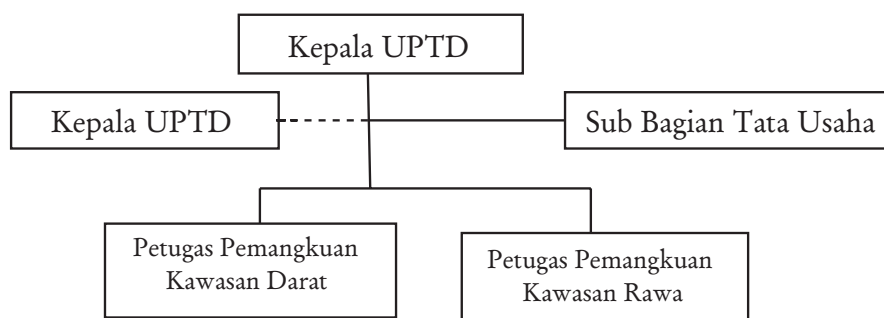 Kepala UPTD
Kepala UPTD
Sub Bagian Tata Usaha
Petugas Pemangkuan
Kawasan Darat
Petugas Pemangkuan
Kawasan Rawa